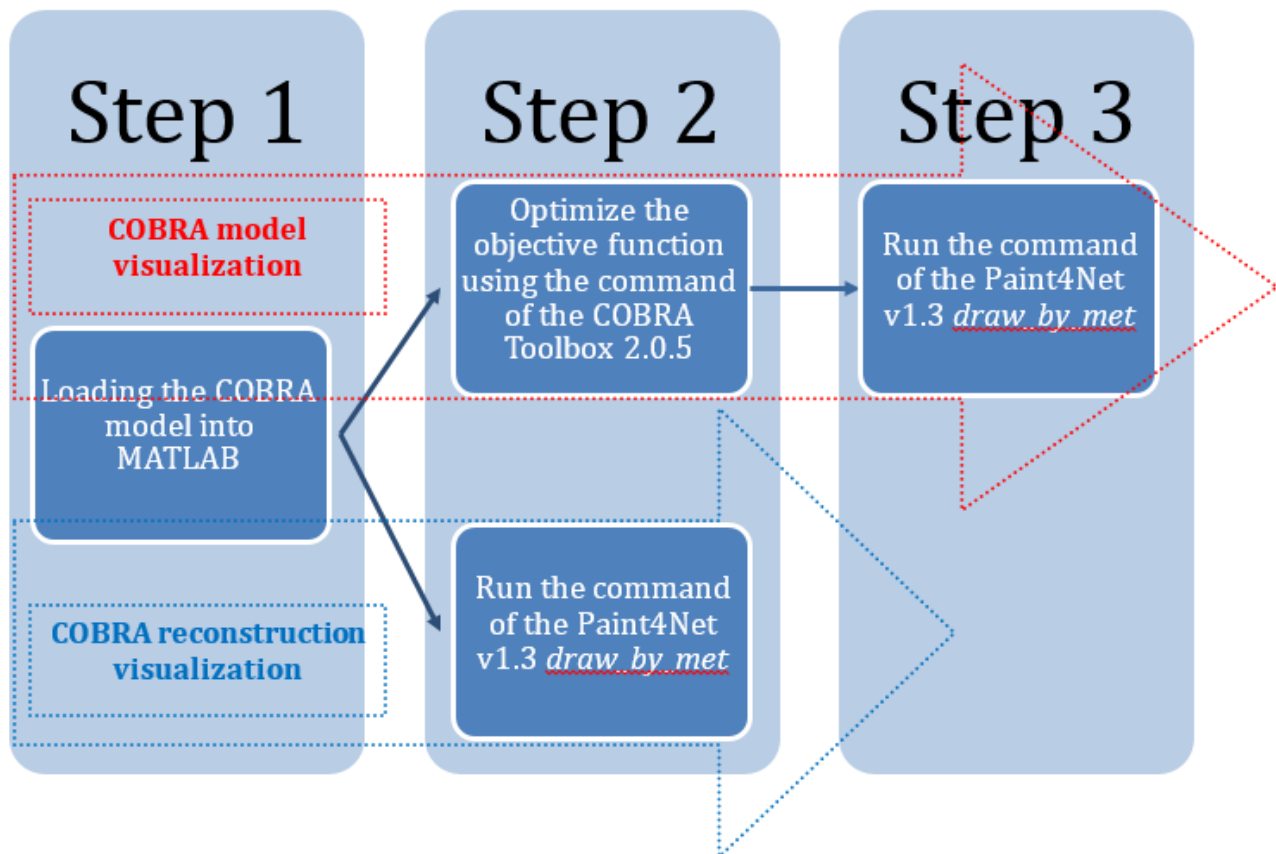 Step 1
Step 2
Step 3
COBRA model
visualization
Loading the COBRA
model into
MATLAB
COBRA reconstruction
visualization
Optimize the
objective function
using the command
of the COBRA
Toolbox 2.0.5
Run the command
of the Paint4Net
v1.3 draw_by_met
Run the command
of the Paint4Net
v1.3 draw_by_met